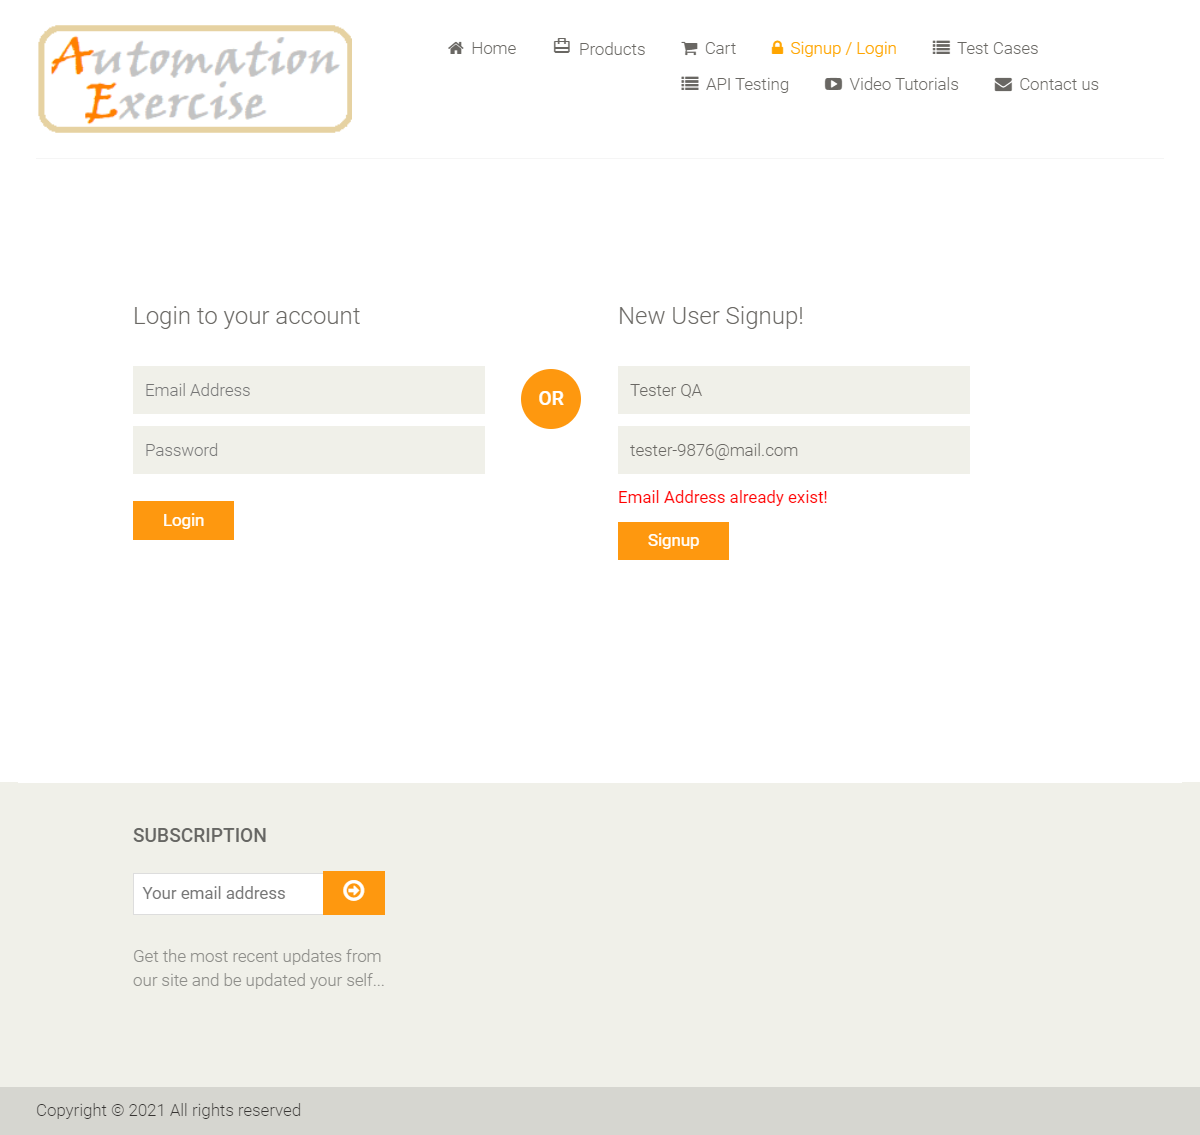 Automation
Exercise
Home
Products
Cart
Signup / Login
Test Cases
API Testing
Video Tutorials
Contact us
Login to your account
Email Address
Password
Login
OR
New User Signup!
Tester QA
tester-9876@mail.com
Email Address already exist!
Signup
SUBSCRIPTION
Your email address
Get the most recent updates from
our site and be updated your self...
Copyright © 2021 All rights reserved